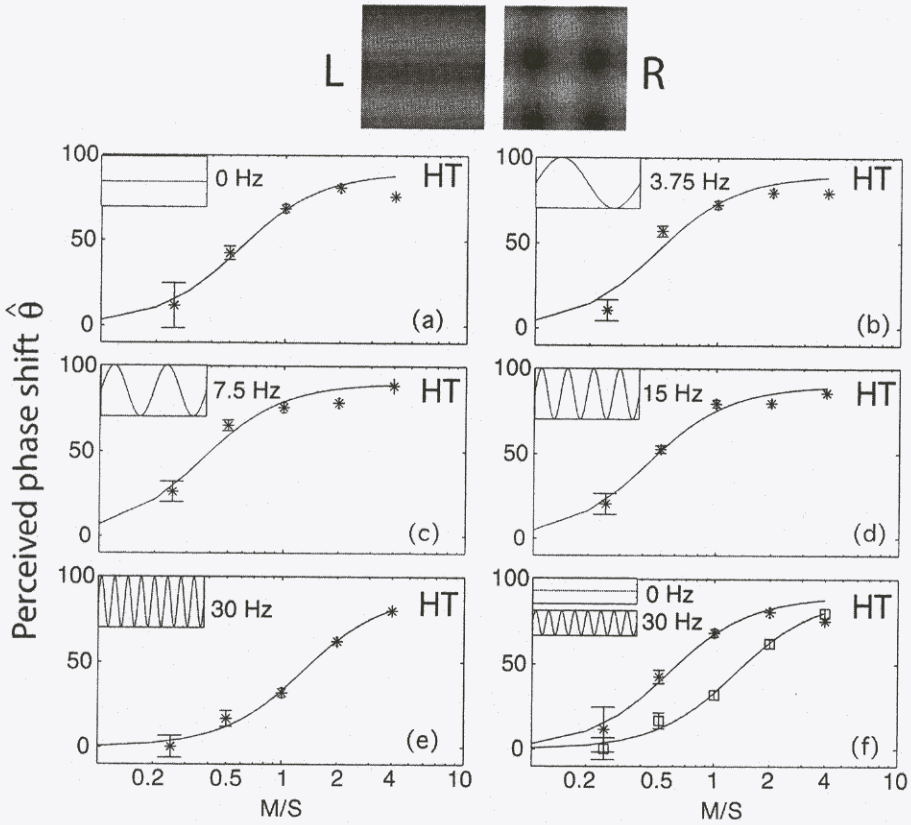 L R
100
50
0
0 Hz
HT
(a)
100
50
0
3.75 Hz
HT
(b)
100
50
0
7.5 Hz
HT
(c)
100
50
0
15 Hz
HT
(d)
100
50
0
30 Hz
HT
(e)
0.2 0.5 1 2 4 10
M/S
100
50
0
0 Hz
30 Hz
HT
(f)
0.2 0.5 1 2 4 10
M/S
Perceived phase shift θ̂